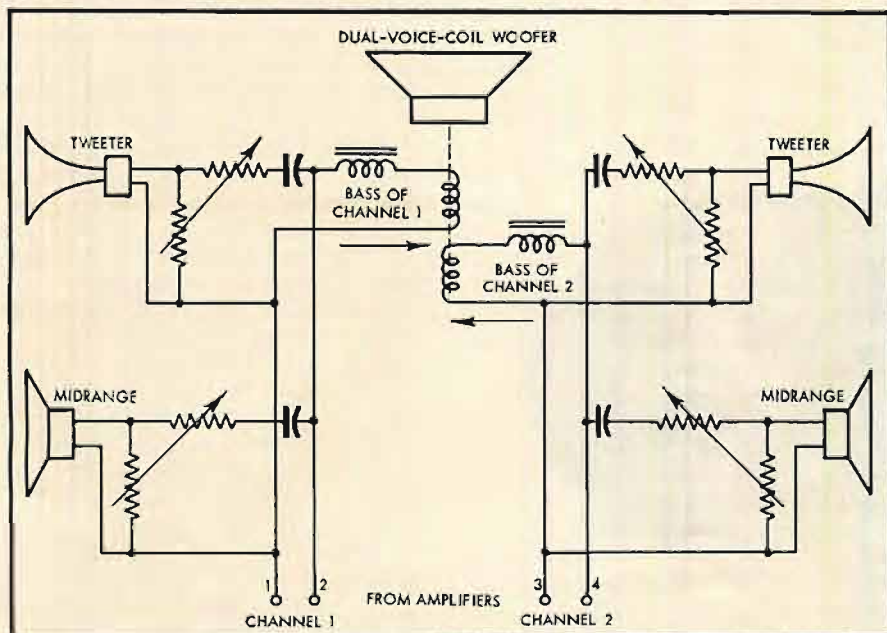 DUAL-VOICE-COIL WOOFER
TWEETER
TWEETER
BASS OF
CHANNEL 1
BASS OF
CHANNEL 2
MIDRANGE
MIDRANGE
1
2
FROM AMPLIFIERS
3
4
CHANNEL 1
CHANNEL 2